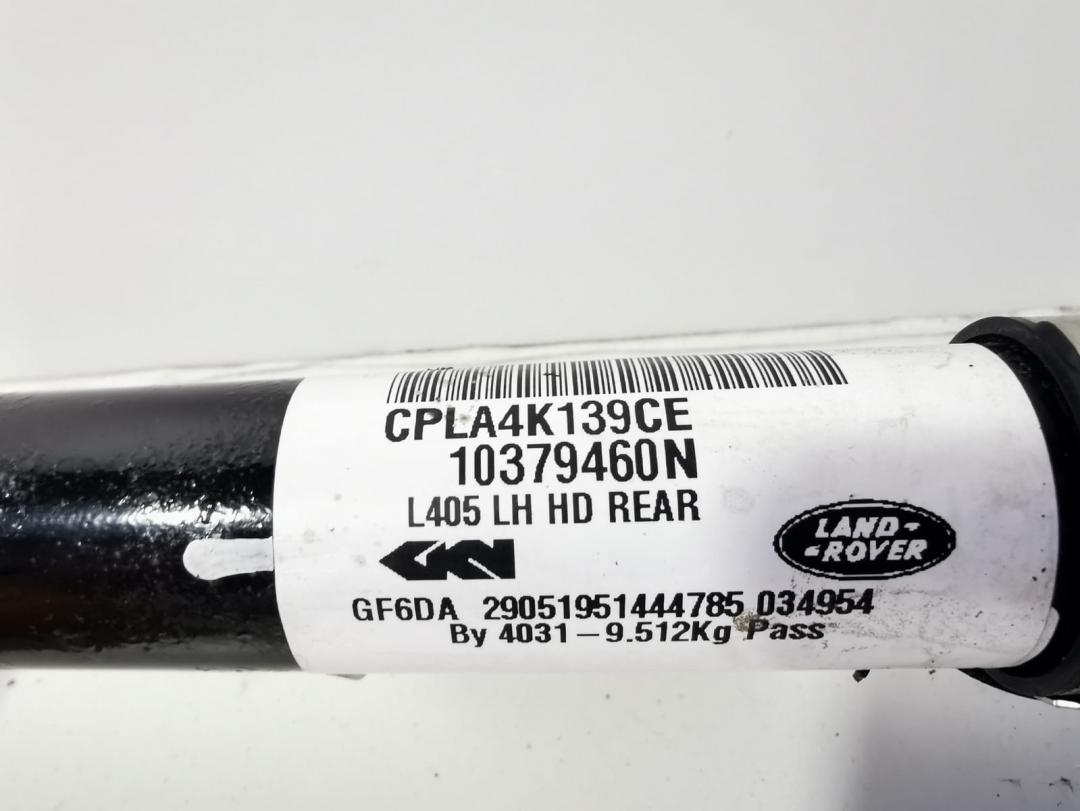 CPLA4K139CE
10379460N
L405 LH HD REAR
GKN
LAND-
-ROVER
GF6DA 29051951444785 034954
By 4031-9.512Kg Pass